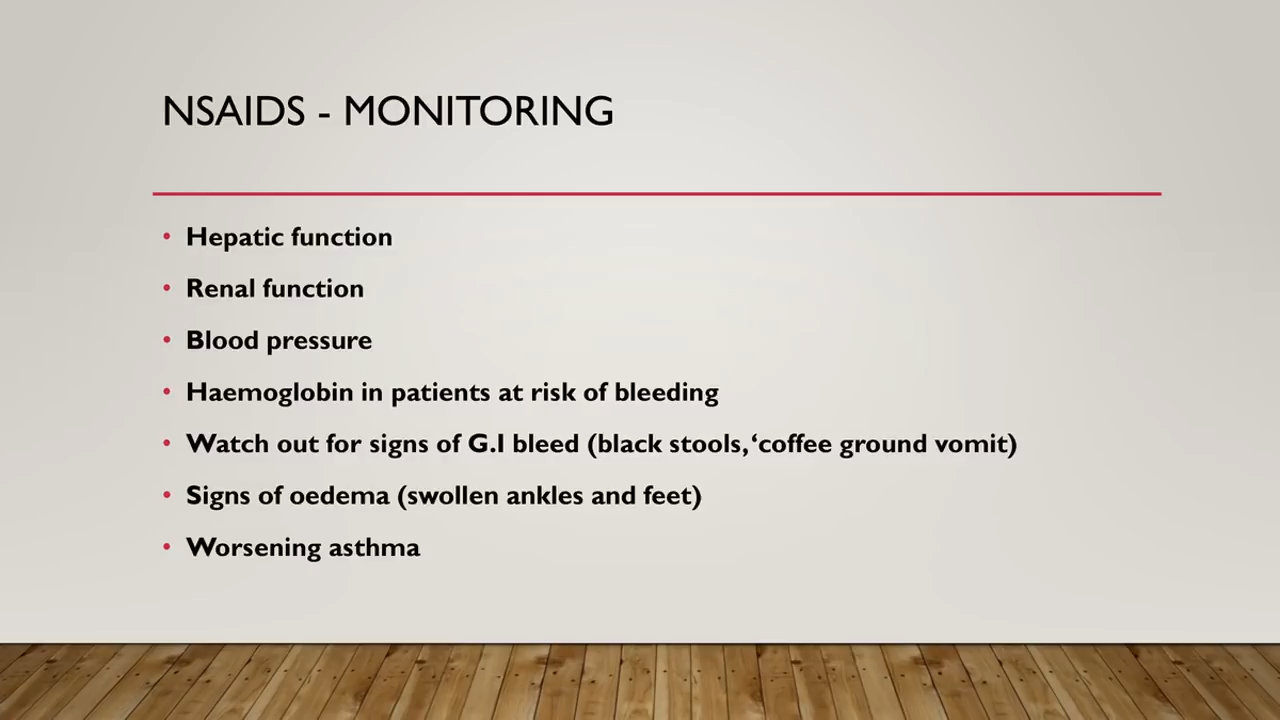 NSAIDS - MONITORING
• Hepatic function
• Renal function
• Blood pressure
• Haemoglobin in patients at risk of bleeding
• Watch out for signs of G.I bleed (black stools, ‘coffee ground vomit)
• Signs of oedema (swollen ankles and feet)
• Worsening asthma